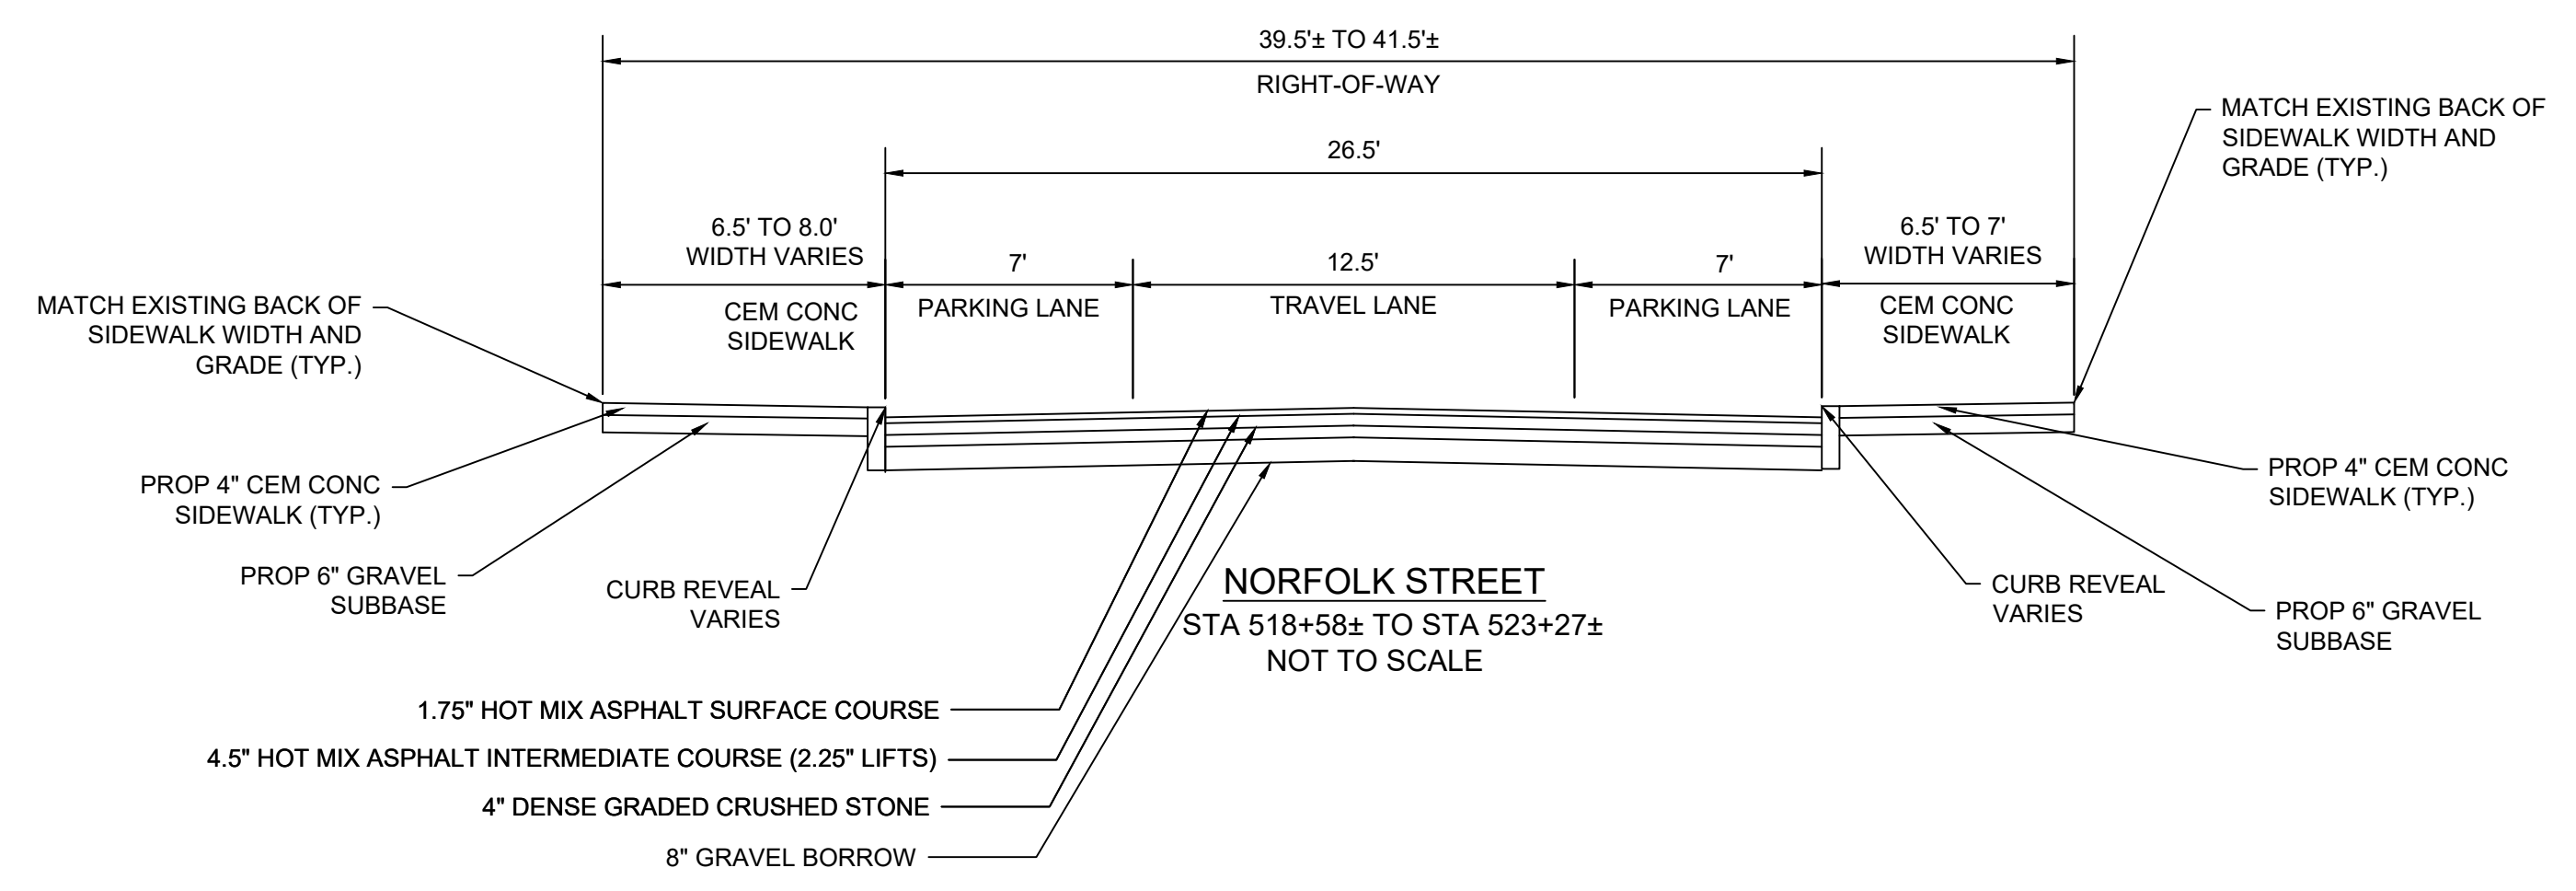 39.5'± TO 41.5'±
RIGHT-OF-WAY
MATCH EXISTING BACK OF
SIDEWALK WIDTH AND
GRADE (TYP.)
26.5'
6.5' TO 8.0'
WIDTH VARIES
7'
12.5'
7'
6.5' TO 7'
WIDTH VARIES
CEM CONC
SIDEWALK
PARKING LANE
TRAVEL LANE
PARKING LANE
CEM CONC
SIDEWALK
MATCH EXISTING BACK OF
SIDEWALK WIDTH AND
GRADE (TYP.)
PROP 4" CEM CONC
SIDEWALK (TYP.)
PROP 6" GRAVEL
SUBBASE
CURB REVEAL
VARIES
NORFOLK STREET
STA 518+58± TO STA 523+27±
NOT TO SCALE
PROP 4" CEM CONC
SIDEWALK (TYP.)
CURB REVEAL
VARIES
PROP 6" GRAVEL
SUBBASE
1.75" HOT MIX ASPHALT SURFACE COURSE
4.5" HOT MIX ASPHALT INTERMEDIATE COURSE (2.25" LIFTS)
4" DENSE GRADED CRUSHED STONE
8" GRAVEL BORROW